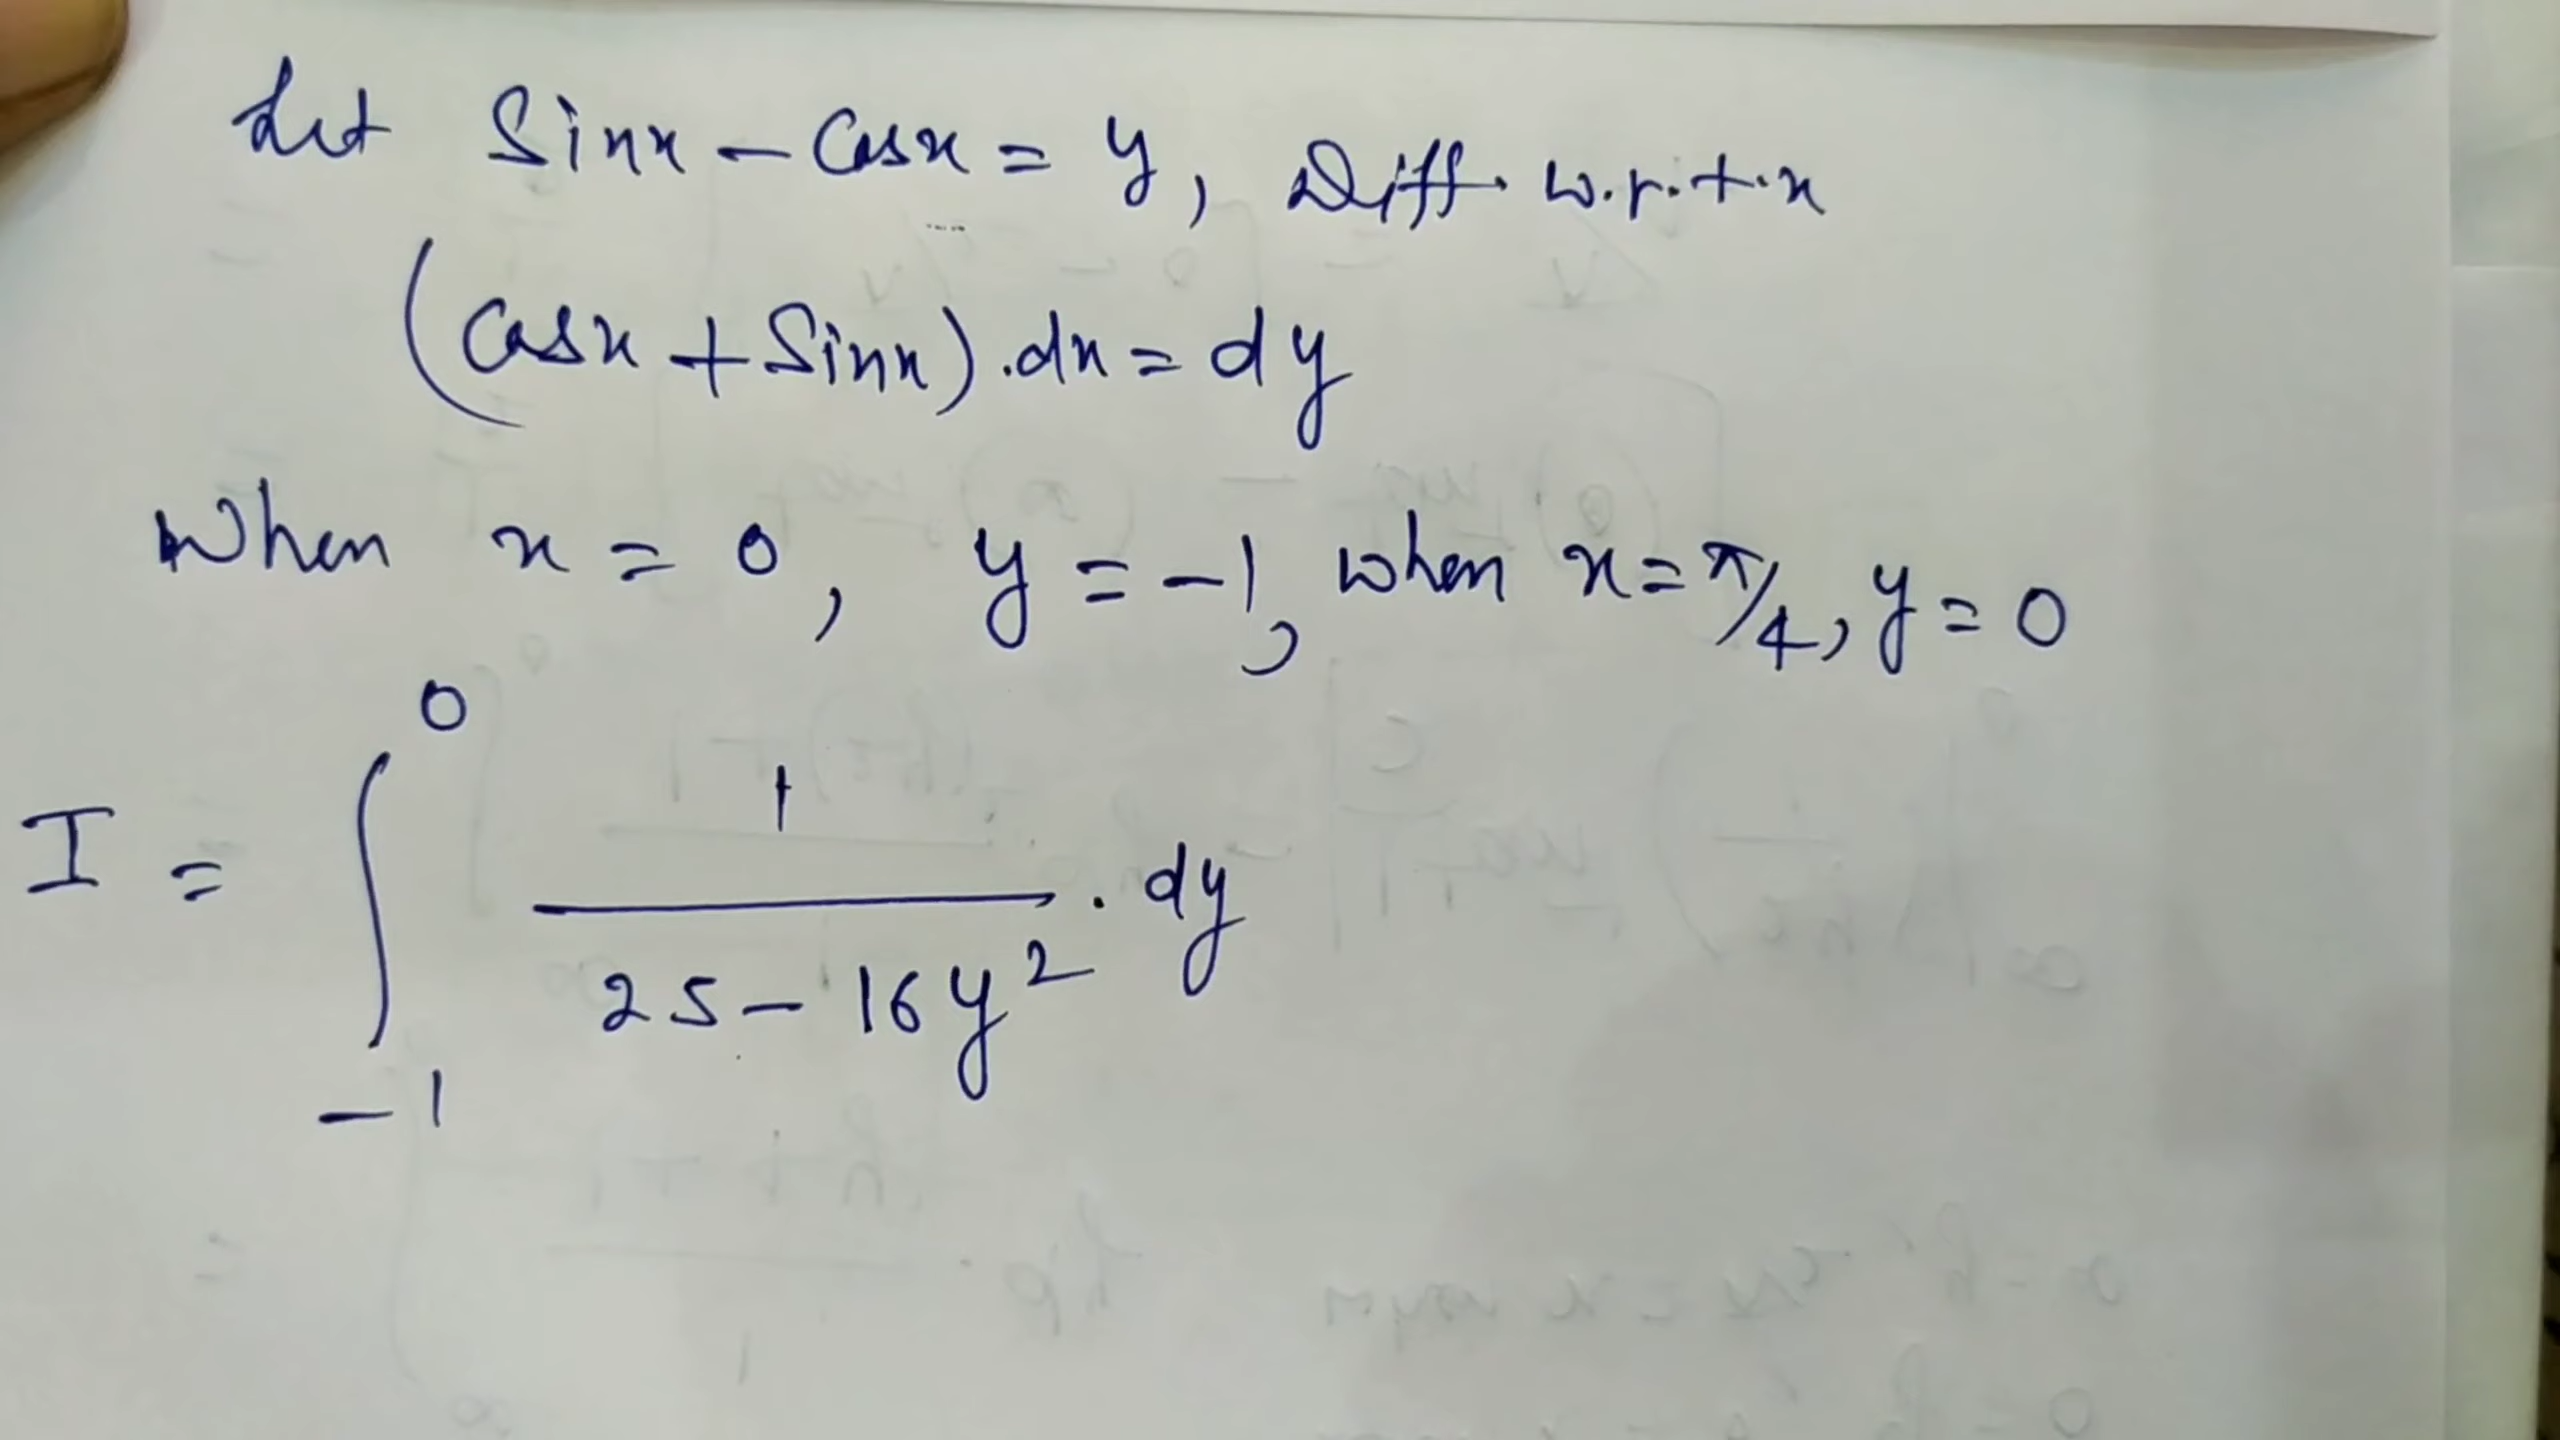 Let Sinx - Cosx = y, Diff. w.r.t.x
(Cosx + Sinx).dx = dy
When x = 0, y = -1, when x = π/4, y = 0
I = ∫_{-1}^{0} 1/(25 - 16y²) . dy